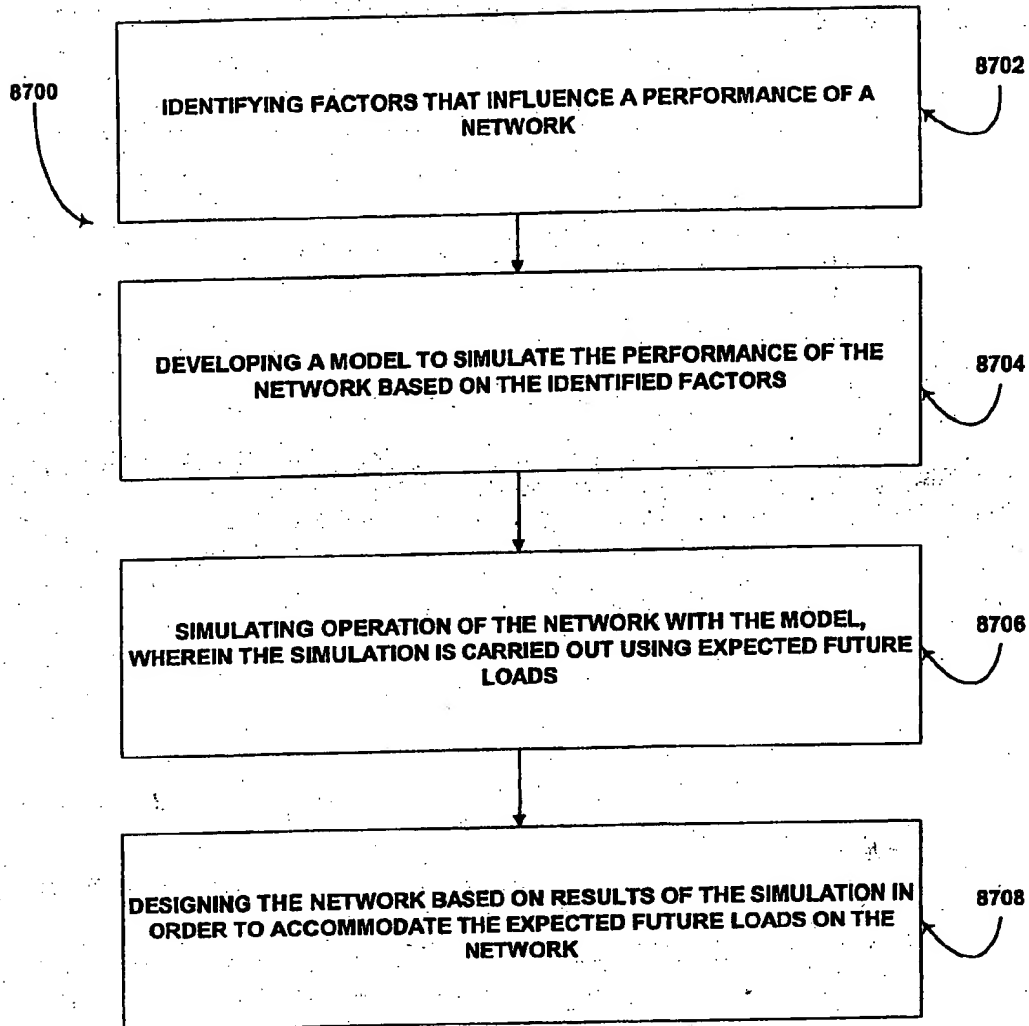 8700
8702
IDENTIFYING FACTORS THAT INFLUENCE A PERFORMANCE OF A
NETWORK
8704
DEVELOPING A MODEL TO SIMULATE THE PERFORMANCE OF THE
NETWORK BASED ON THE IDENTIFIED FACTORS
8706
SIMULATING OPERATION OF THE NETWORK WITH THE MODEL,
WHEREIN THE SIMULATION IS CARRIED OUT USING EXPECTED FUTURE
LOADS
8708
DESIGNING THE NETWORK BASED ON RESULTS OF THE SIMULATION IN
ORDER TO ACCOMMODATE THE EXPECTED FUTURE LOADS ON THE
NETWORK